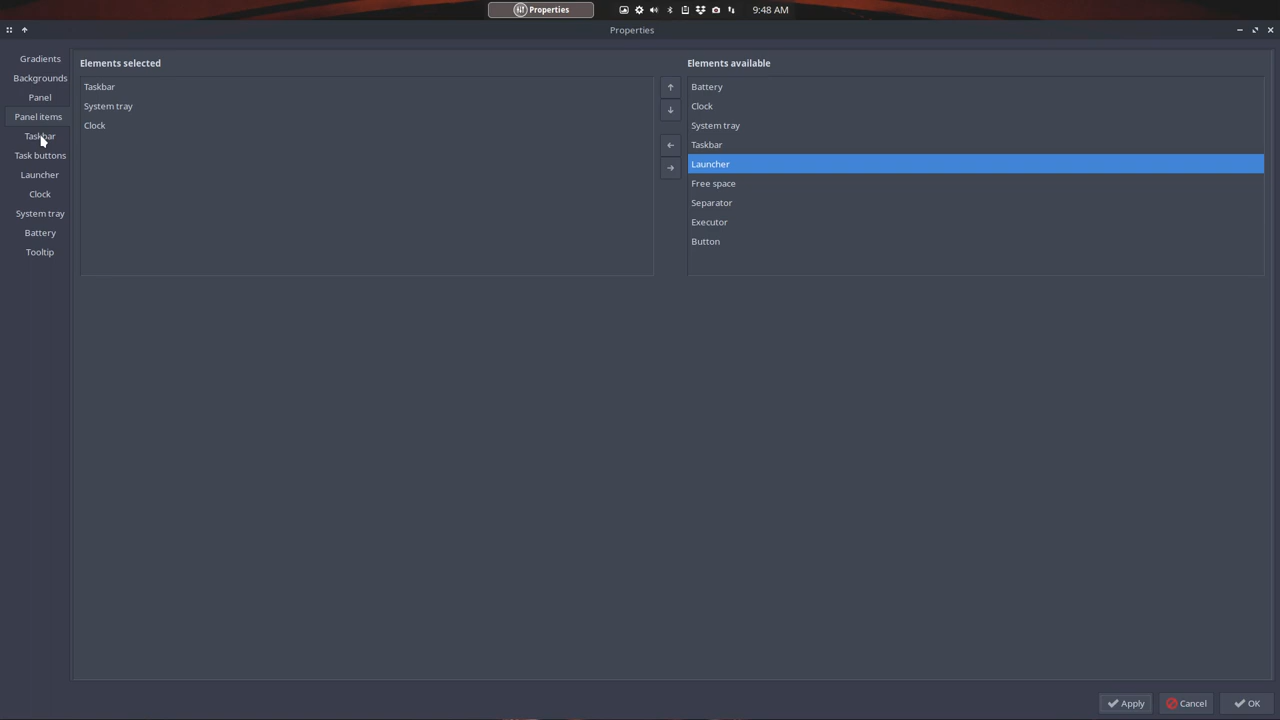 Properties
9:48 AM
Properties
Gradients
Backgrounds
Panel
Panel items
Taskbar
Task buttons
Launcher
Clock
System tray
Battery
Tooltip
Elements selected
Taskbar
System tray
Clock
Elements available
Battery
Clock
System tray
Taskbar
Launcher
Free space
Separator
Executor
Button
Apply
Cancel
OK